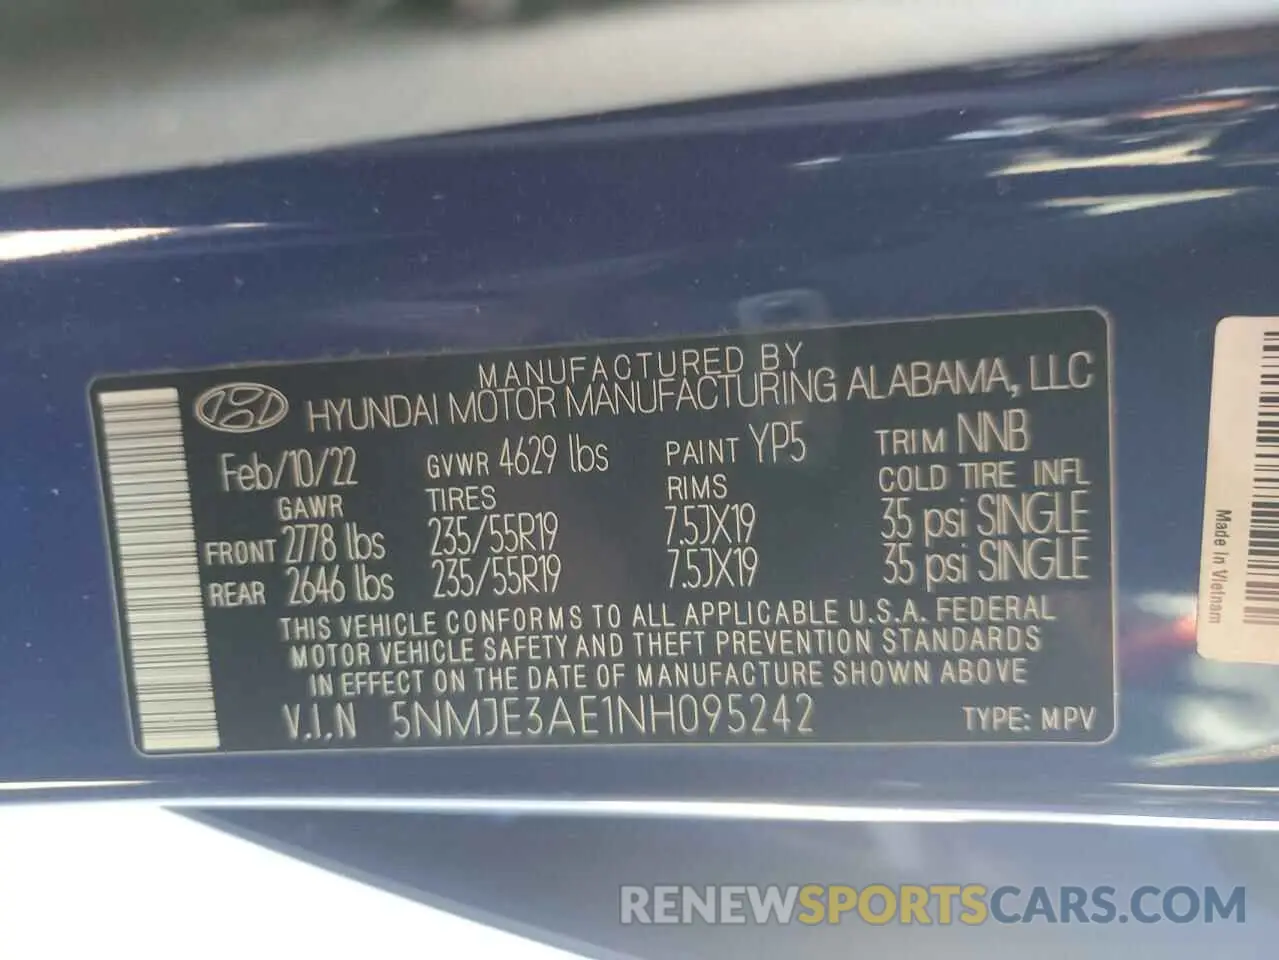 MANUFACTURED BY
HYUNDAI MOTOR MANUFACTURING ALABAMA, LLC
Feb/10/22 GVWR 4629 lbs PAINT YP5 TRIM NNB
GAWR TIRES RIMS COLD TIRE INFL
FRONT 2778 lbs 235/55R19 7.5JX19 35 psi SINGLE
REAR 2646 lbs 235/55R19 7.5JX19 35 psi SINGLE
THIS VEHICLE CONFORMS TO ALL APPLICABLE U.S.A. FEDERAL
MOTOR VEHICLE SAFETY AND THEFT PREVENTION STANDARDS
IN EFFECT ON THE DATE OF MANUFACTURE SHOWN ABOVE
V.I.N 5NMJE3AE1NH095242 TYPE: MPV
Made in Vietnam
RENEWSPORTSCARS.COM